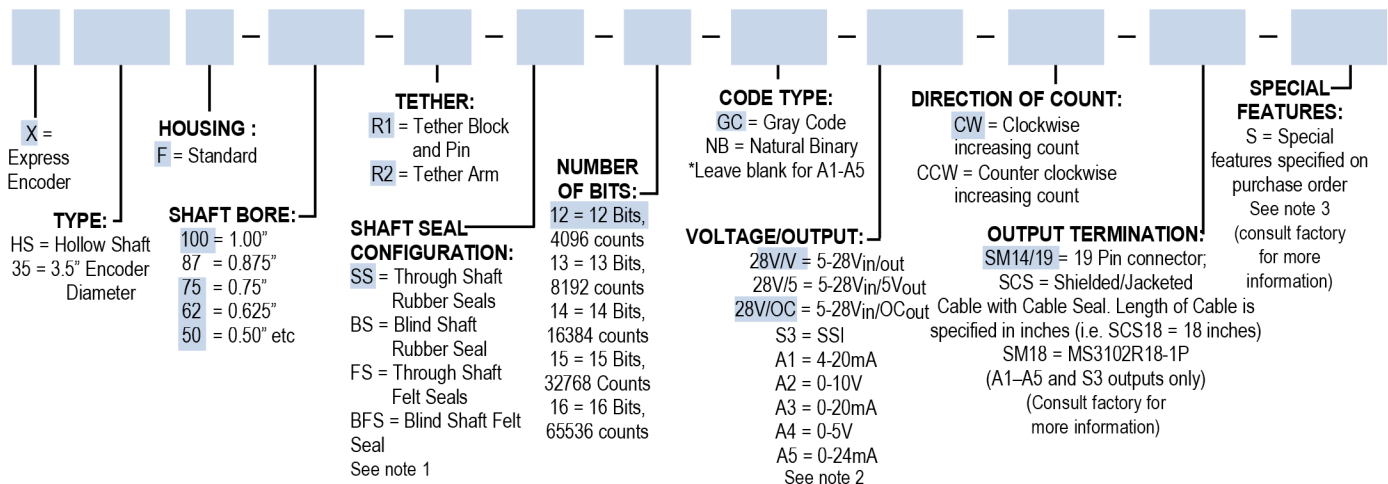 X =
Express
Encoder
TYPE:
HS = Hollow Shaft
35 = 3.5” Encoder
Diameter
HOUSING :
F = Standard
SHAFT BORE:
100 = 1.00”
87 = 0.875”
75 = 0.75”
62 = 0.625”
50 = 0.50” etc
TETHER:
R1 = Tether Block
and Pin
R2 = Tether Arm
SHAFT SEAL
CONFIGURATION:
SS = Through Shaft
Rubber Seals
BS = Blind Shaft
Rubber Seal
FS = Through Shaft
Felt Seals
BFS = Blind Shaft Felt
Seal
See note 1
NUMBER
OF BITS:
12 = 12 Bits,
4096 counts
13 = 13 Bits,
8192 counts
14 = 14 Bits,
16384 counts
15 = 15 Bits,
32768 Counts
16 = 16 Bits,
65536 counts
CODE TYPE:
GC = Gray Code
NB = Natural Binary
*Leave blank for A1-A5
VOLTAGE/OUTPUT:
28V/V = 5-28Vin/out
28V/5 = 5-28Vin/5Vout
28V/OC = 5-28Vin/OCout
S3 = SSI
A1 = 4-20mA
A2 = 0-10V
A3 = 0-20mA
A4 = 0-5V
A5 = 0-24mA
See note 2
DIRECTION OF COUNT:
CW = Clockwise
increasing count
CCW = Counter clockwise
increasing count
OUTPUT TERMINATION:
SM14/19 = 19 Pin connector;
SCS = Shielded/Jacketed
Cable with Cable Seal. Length of Cable is
specified in inches (i.e. SCS18 = 18 inches)
SM18 = MS3102R18-1P
(A1–A5 and S3 outputs only)
(Consult factory for
more information)
SPECIAL
FEATURES:
S = Special
features specified on
purchase order
See note 3
(consult factory
for more
information)